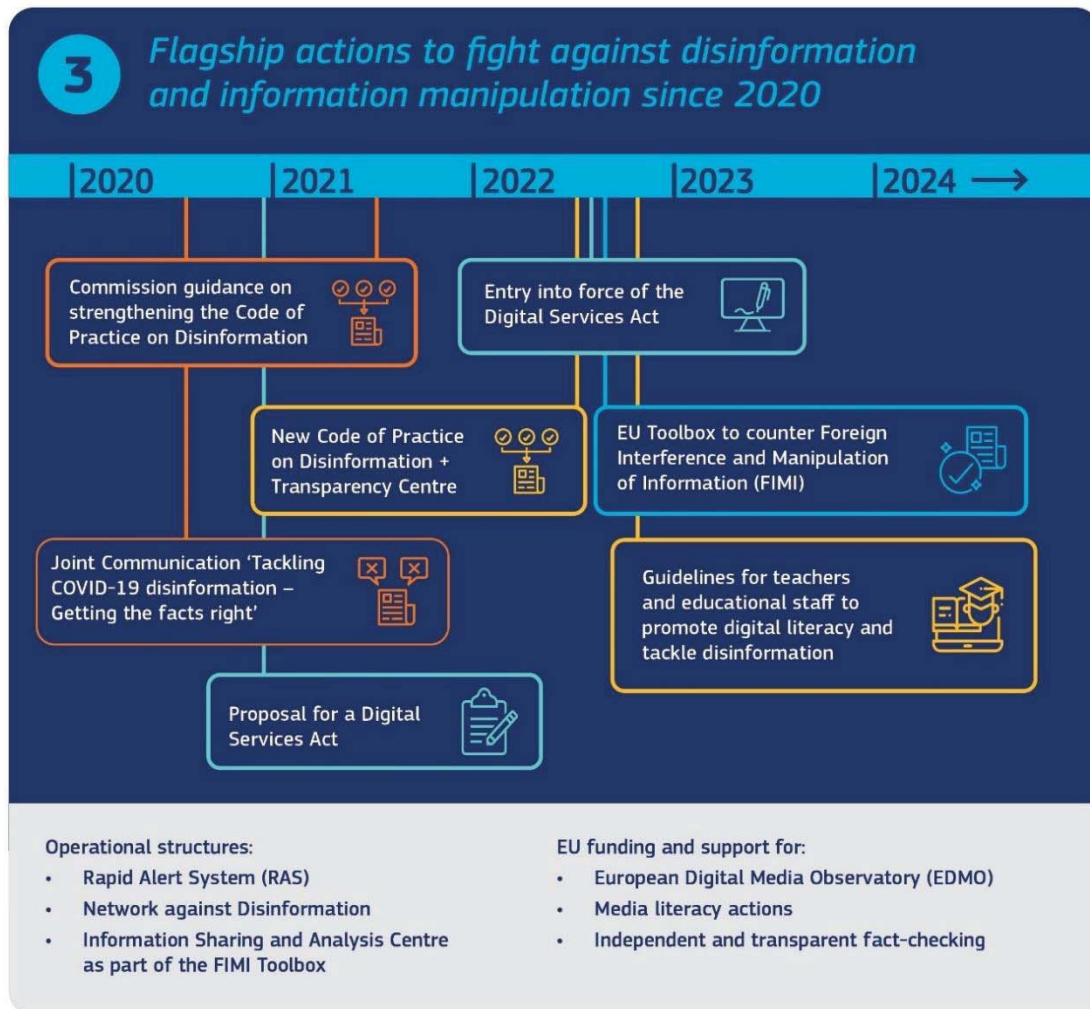 3
Flagship actions to fight against disinformation
and information manipulation since 2020
2020
2021
2022
2023
2024
Commission guidance on
strengthening the Code of
Practice on Disinformation
Entry into force of the
Digital Services Act
New Code of Practice
on Disinformation +
Transparency Centre
EU Toolbox to counter Foreign
Interference and Manipulation
of Information (FIMI)
Joint Communication ‘Tackling
COVID-19 disinformation –
Getting the facts right’
Guidelines for teachers
and educational staff to
promote digital literacy and
tackle disinformation
Proposal for a Digital
Services Act
Operational structures:
• Rapid Alert System (RAS)
• Network against Disinformation
• Information Sharing and Analysis Centre
as part of the FIMI Toolbox
EU funding and support for:
• European Digital Media Observatory (EDMO)
• Media literacy actions
• Independent and transparent fact-checking